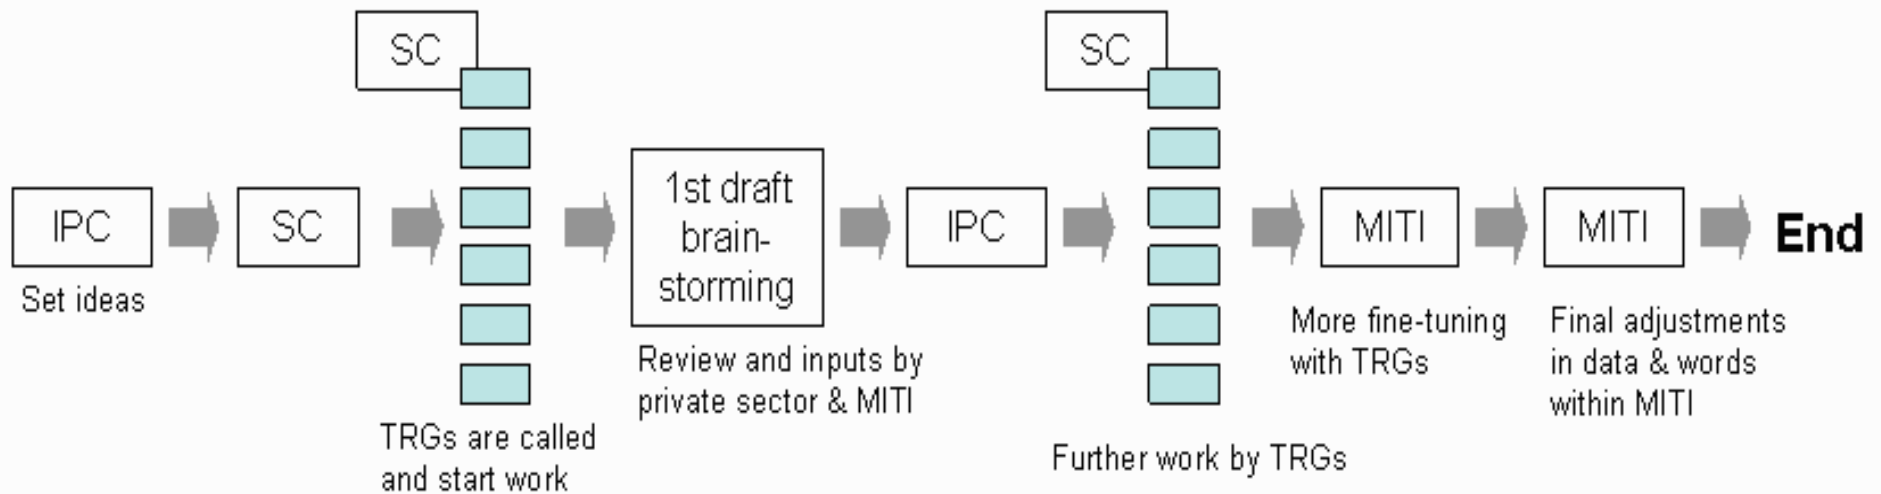 IPC
Set ideas
SC
SC
TRGs are called
and start work
1st draft
brain-
storming
Review and inputs by
private sector & MITI
IPC
SC
Further work by TRGs
MITI
More fine-tuning
with TRGs
MITI
Final adjustments
in data & words
within MITI
End